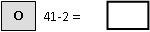 O 41-2 =